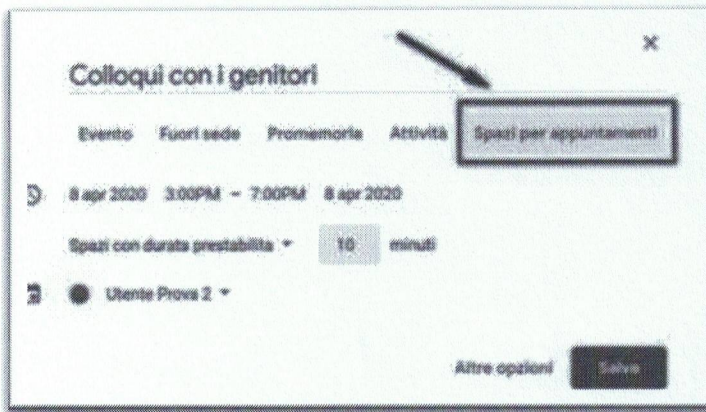 Colloqui con i genitori
Evento Fuori sede Promemoria Attività Spazi per appuntamenti
8 apr 2020 3:00PM – 7:00PM 8 apr 2020
Spazi con durata prestabilita 10 minuti
Utente Prova 2
Altre opzioni Salva